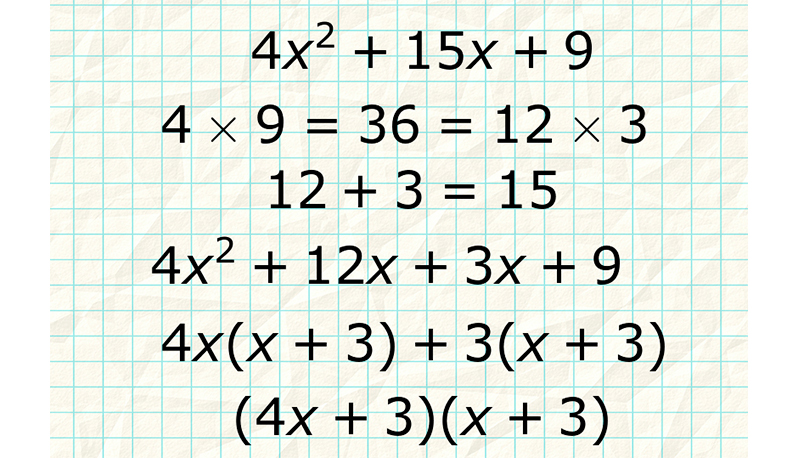 4x² + 15x + 9
4 × 9 = 36 = 12 × 3
12 + 3 = 15
4x² + 12x + 3x + 9
4x(x + 3) + 3(x + 3)
(4x + 3)(x + 3)